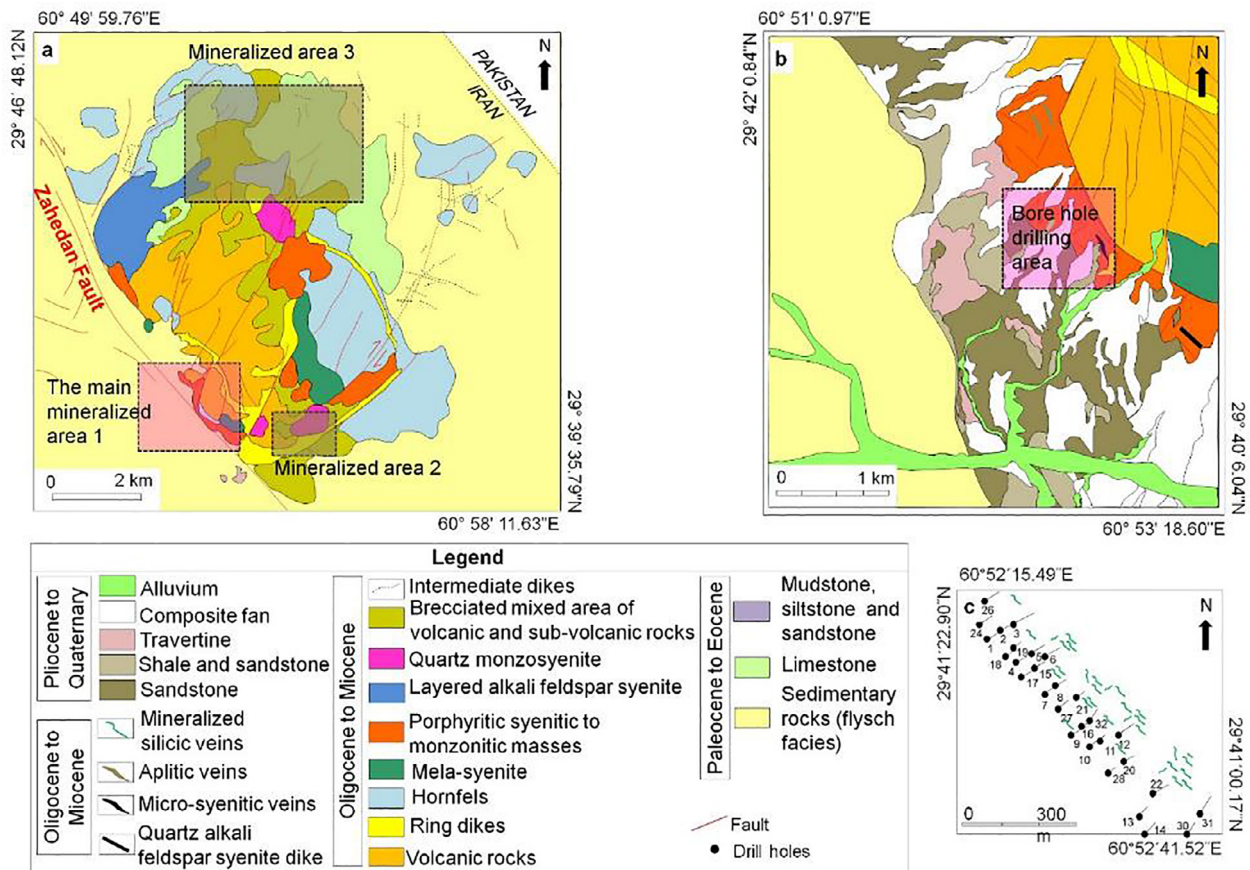 60° 49' 59.76"E
29° 46' 48.12"N
a
Mineralized area 3
N
PAKISTAN
IRAN
Zahedan Fault
The main
mineralized
area 1
Mineralized area 2
0 2 km
29° 39' 35.79"N
60° 58' 11.63"E
60° 51' 0.97"E
29° 42' 0.84"N
b
N
Bore hole
drilling
area
0 1 km
29° 40' 6.04"N
60° 53' 18.60"E
Legend
Pliocene to
Quaternary
Alluvium
Composite fan
Travertine
Shale and sandstone
Sandstone
Oligocene to
Miocene
Mineralized
silicic veins
Aplitic veins
Micro-syenitic veins
Quartz alkali
feldspar syenite dike
Oligocene to Miocene
Intermediate dikes
Brecciated mixed area of
volcanic and sub-volcanic rocks
Quartz monzosyenite
Layered alkali feldspar syenite
Porphyritic syenitic to
monzonitic masses
Mela-syenite
Hornfels
Ring dikes
Volcanic rocks
Paleocene to Eocene
Mudstone,
siltstone and
sandstone
Limestone
Sedimentary
rocks (flysch
facies)
Fault
Drill holes
60°52'15.49"E
29°41'22.90"N
c
N
26
24
3
2
1
19
5
6
18
4
15
17
8
7
21
27
32
16
9
12
11
10
20
28
22
13
31
14
30
0 300
m
29°41'00.17"N
60°52'41.52"E